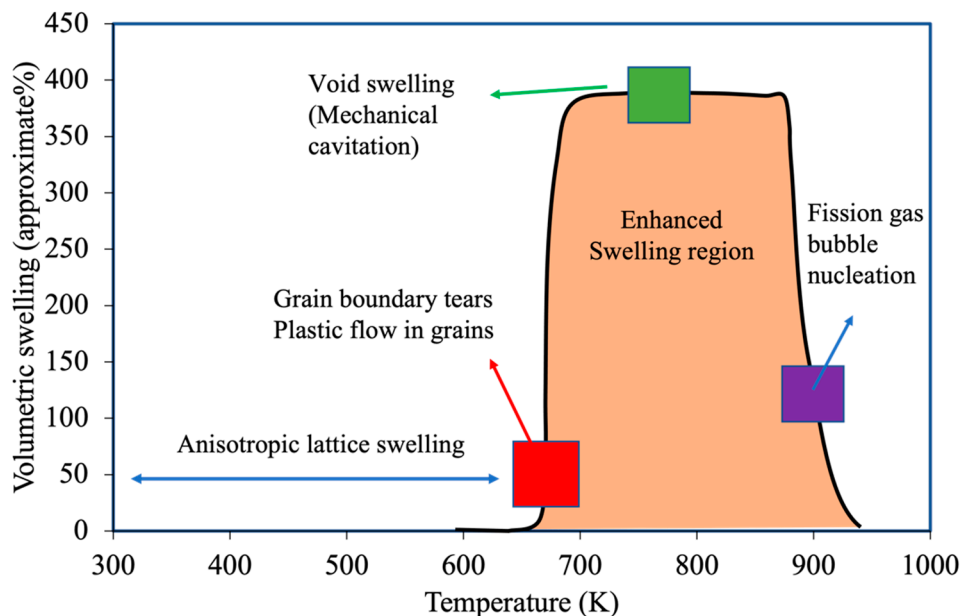 Volumetric swelling (approximate%)
450
400
350
300
250
200
150
100
50
0
Void swelling
(Mechanical
cavitation)
Enhanced
Swelling region
Fission gas
bubble
nucleation
Grain boundary tears
Plastic flow in grains
Anisotropic lattice swelling
300 400 500 600 700 800 900 1000
Temperature (K)